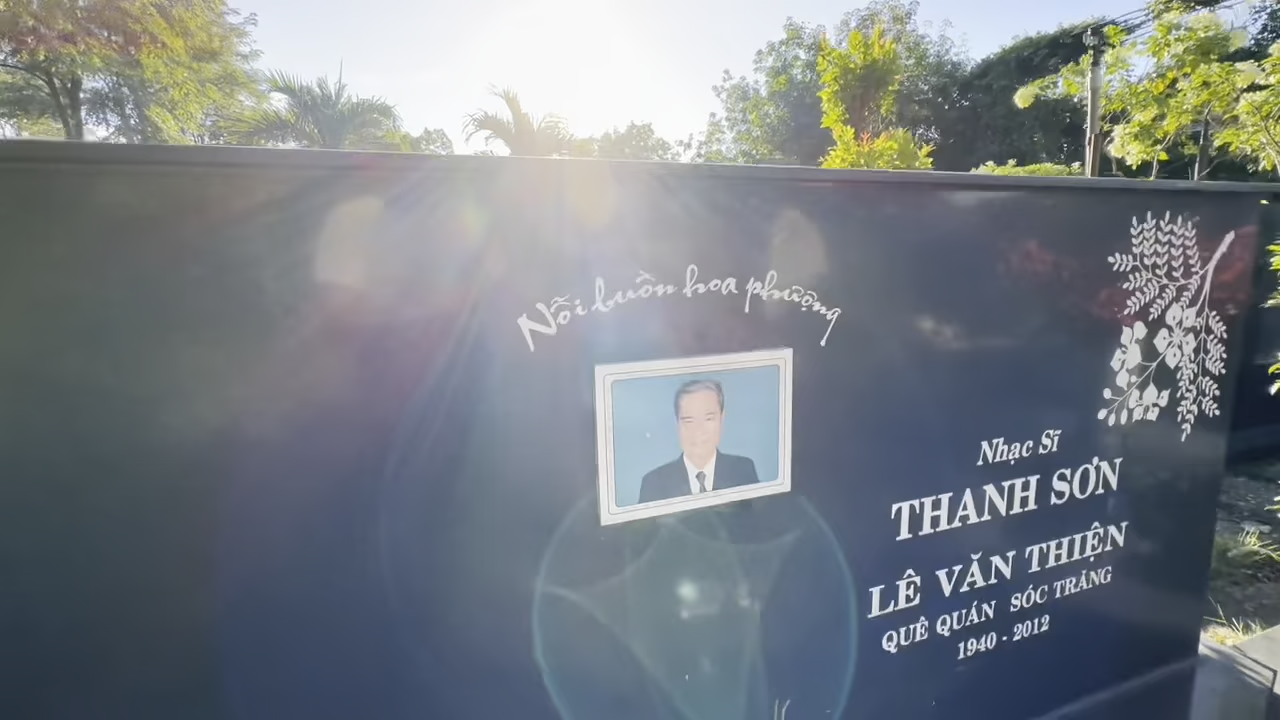 Nỗi buồn hoa phượng
Nhạc Sĩ
THANH SƠN
LÊ VĂN THIỆN
QUÊ QUÁN SÓC TRĂNG
1940 - 2012